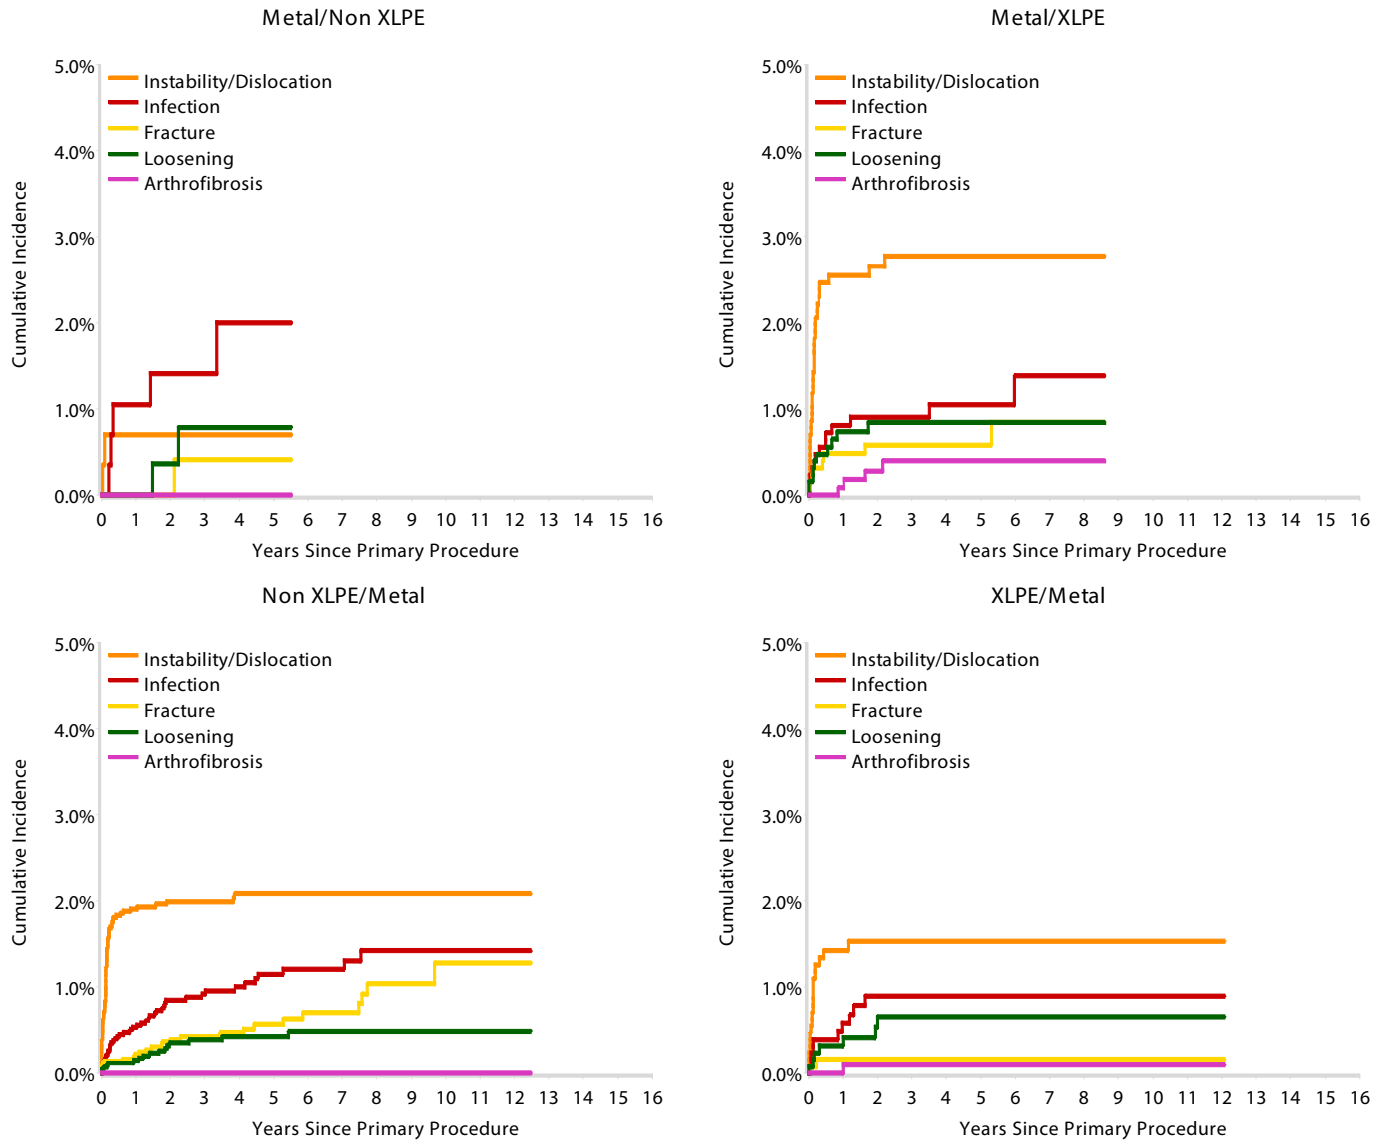 Metal/Non XLPE
5.0%
4.0%
3.0%
2.0%
1.0%
0.0%
Cumulative Incidence
Instability/Dislocation
Infection
Fracture
Loosening
Arthrofibrosis
0 1 2 3 4 5 6 7 8 9 10 11 12 13 14 15 16
Years Since Primary Procedure
Metal/XLPE
5.0%
4.0%
3.0%
2.0%
1.0%
0.0%
Cumulative Incidence
Instability/Dislocation
Infection
Fracture
Loosening
Arthrofibrosis
0 1 2 3 4 5 6 7 8 9 10 11 12 13 14 15 16
Years Since Primary Procedure
Non XLPE/Metal
5.0%
4.0%
3.0%
2.0%
1.0%
0.0%
Cumulative Incidence
Instability/Dislocation
Infection
Fracture
Loosening
Arthrofibrosis
0 1 2 3 4 5 6 7 8 9 10 11 12 13 14 15 16
Years Since Primary Procedure
XLPE/Metal
5.0%
4.0%
3.0%
2.0%
1.0%
0.0%
Cumulative Incidence
Instability/Dislocation
Infection
Fracture
Loosening
Arthrofibrosis
0 1 2 3 4 5 6 7 8 9 10 11 12 13 14 15 16
Years Since Primary Procedure